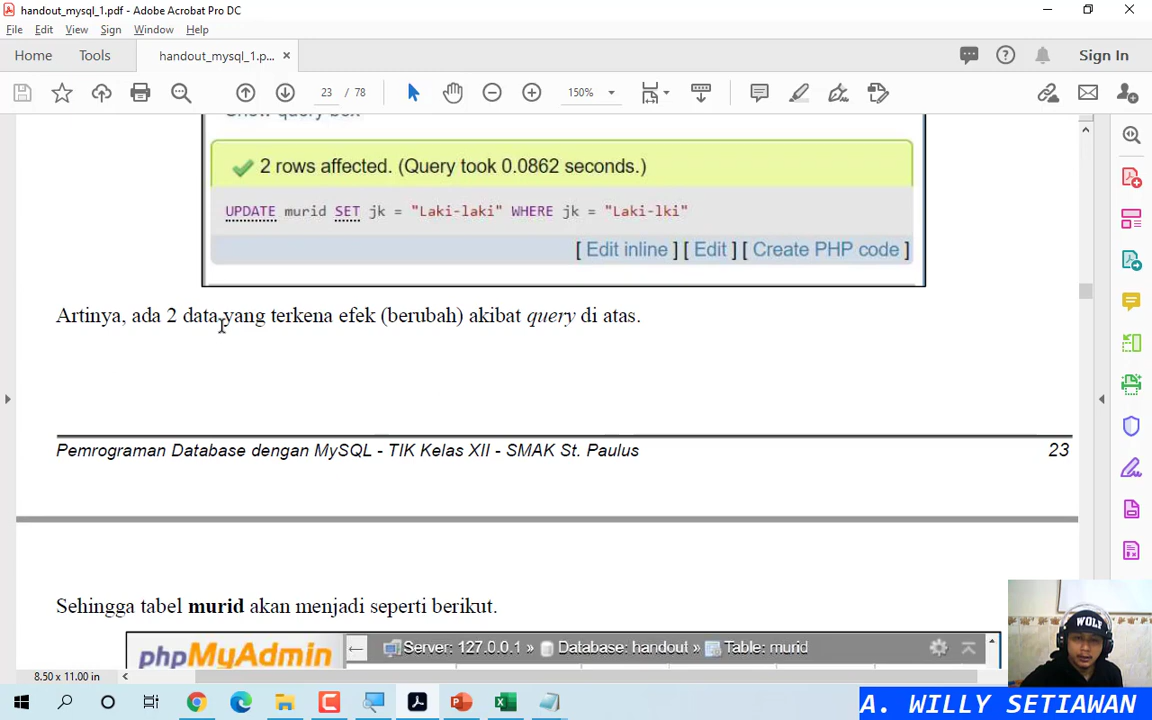 handout_mysql_1.pdf - Adobe Acrobat Pro DC
File Edit View Sign Window Help
Home Tools handout_mysql_1.p... × Sign In
23 / 78 150%
Show query box
2 rows affected. (Query took 0.0862 seconds.)
UPDATE murid SET jk = "Laki-laki" WHERE jk = "Laki-lki"
[ Edit inline ] [ Edit ] [ Create PHP code ]
Artinya, ada 2 data yang terkena efek (berubah) akibat query di atas.
Pemrograman Database dengan MySQL - TIK Kelas XII - SMAK St. Paulus 23
Sehingga tabel murid akan menjadi seperti berikut.
phpMyAdmin Server: 127.0.0.1 » Database: handout » Table: murid
WOLF
8.50 x 11.00 in
A. WILLY SETIAWAN